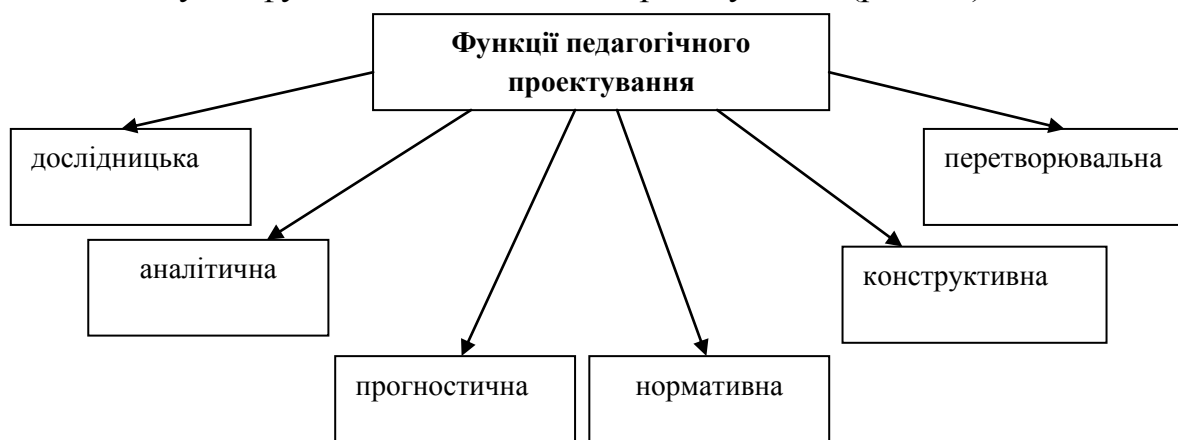 Функції педагогічного
проектування
дослідницька
перетворювальна
аналітична
конструктивна
прогностична
нормативна